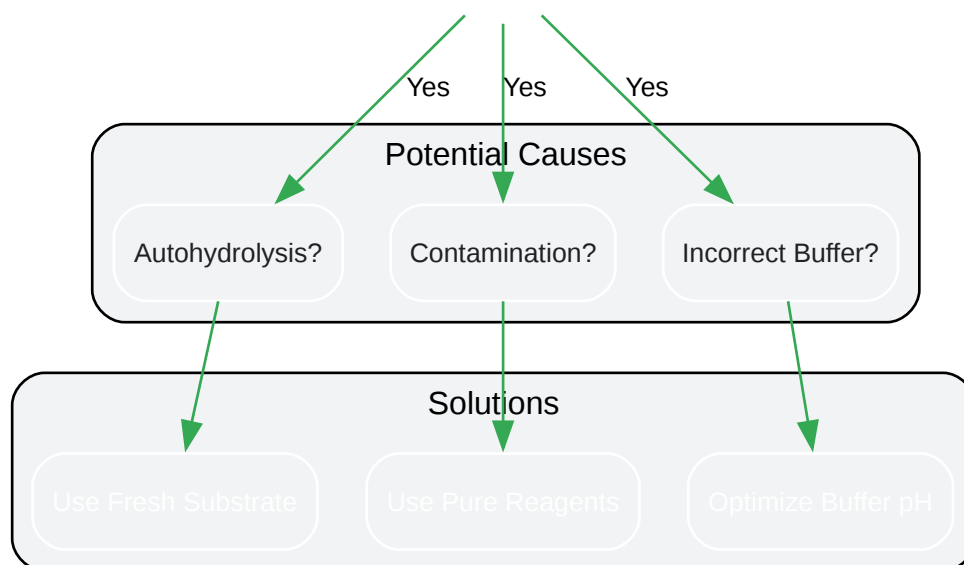 Yes Yes Yes
Potential Causes
Autohydrolysis? Contamination? Incorrect Buffer?
Solutions
Use Fresh Substrate Use Pure Reagents Optimize Buffer pH